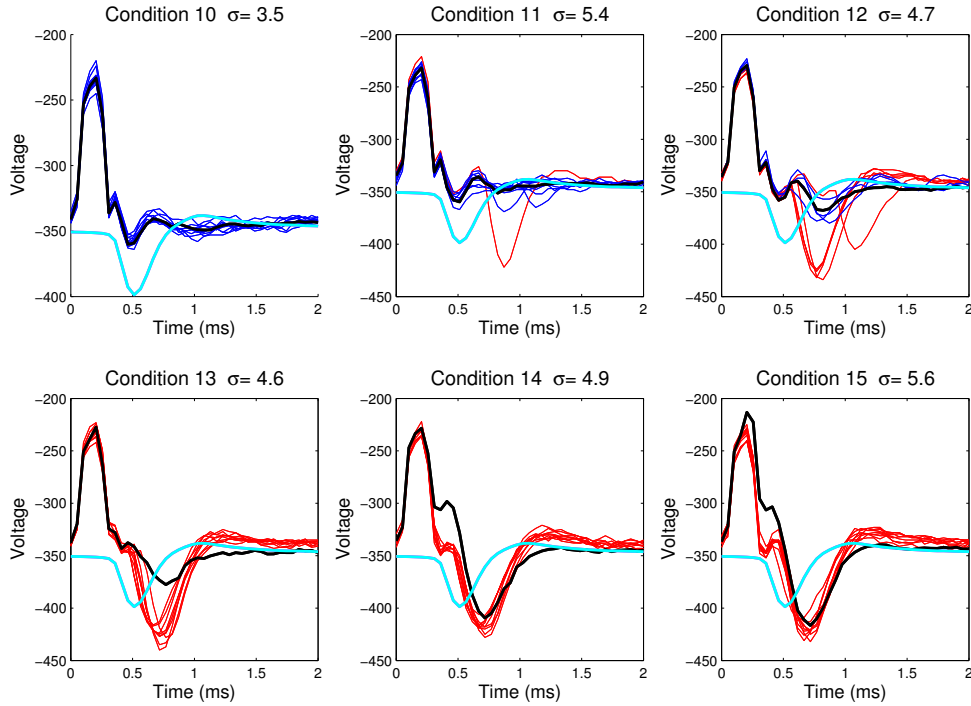 Condition 10 σ= 3.5
Condition 11 σ= 5.4
Condition 12 σ= 4.7
−200
−250
−300
−350
−400
Voltage
0 0.5 1 1.5 2
Time (ms)
−200
−250
−300
−350
−400
−450
Voltage
0 0.5 1 1.5 2
Time (ms)
−200
−250
−300
−350
−400
−450
Voltage
0 0.5 1 1.5 2
Time (ms)
Condition 13 σ= 4.6
Condition 14 σ= 4.9
Condition 15 σ= 5.6
−200
−250
−300
−350
−400
−450
Voltage
0 0.5 1 1.5 2
Time (ms)
−200
−250
−300
−350
−400
−450
Voltage
0 0.5 1 1.5 2
Time (ms)
−200
−250
−300
−350
−400
−450
Voltage
0 0.5 1 1.5 2
Time (ms)